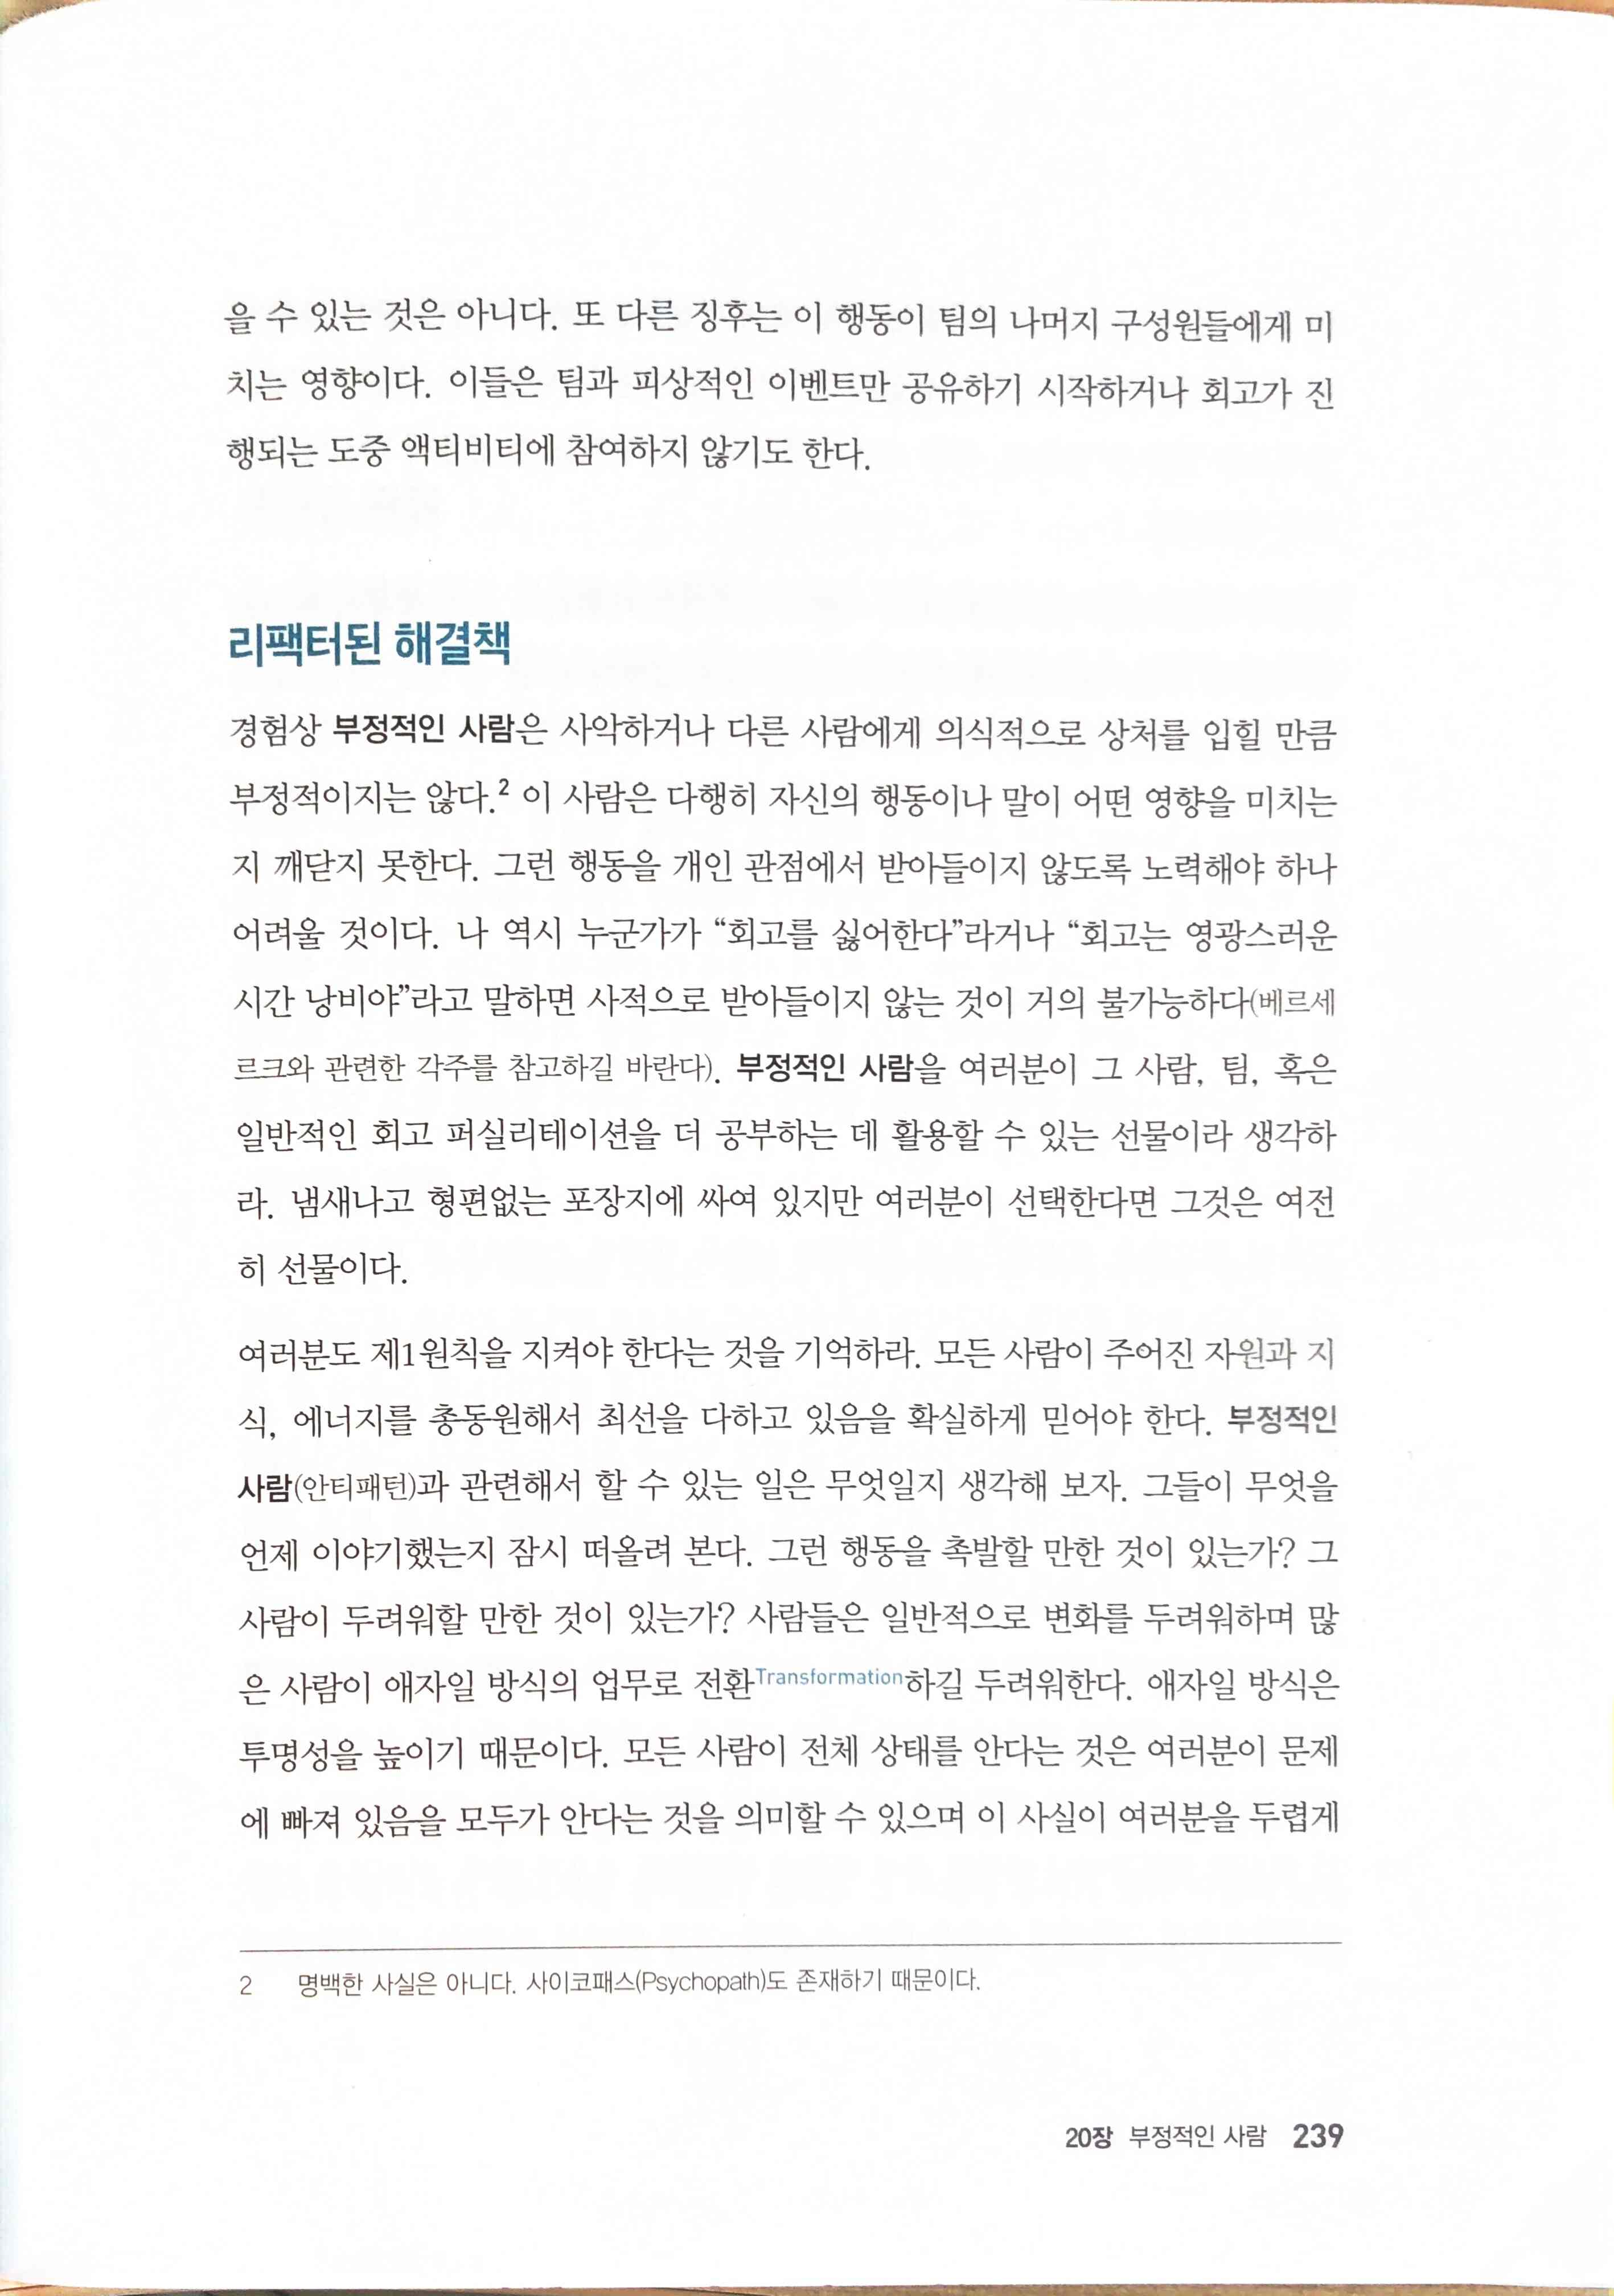 을 수 있는 것은 아니다. 또 다른 징후는 이 행동이 팀의 나머지 구성원들에게 미
치는 영향이다. 이들은 팀과 피상적인 이벤트만 공유하기 시작하거나 회고가 진
행되는 도중 액티비티에 참여하지 않기도 한다.
리팩터된 해결책
경험상 부정적인 사람은 사악하거나 다른 사람에게 의식적으로 상처를 입힐 만큼
부정적이지는 않다.2 이 사람은 다행히 자신의 행동이나 말이 어떤 영향을 미치는
지 깨닫지 못한다. 그런 행동을 개인 관점에서 받아들이지 않도록 노력해야 하나
어려울 것이다. 나 역시 누군가가 “회고를 싫어한다”라거나 “회고는 영광스러운
시간 낭비야”라고 말하면 사적으로 받아들이지 않는 것이 거의 불가능하다(베르세
르크와 관련한 각주를 참고하길 바란다). 부정적인 사람을 여러분이 그 사람, 팀, 혹은
일반적인 회고 퍼실리테이션을 더 공부하는 데 활용할 수 있는 선물이라 생각하
라. 냄새나고 형편없는 포장지에 싸여 있지만 여러분이 선택한다면 그것은 여전
히 선물이다.
여러분도 제1원칙을 지켜야 한다는 것을 기억하라. 모든 사람이 주어진 자원과 지
식, 에너지를 총동원해서 최선을 다하고 있음을 확실하게 믿어야 한다. 부정적인
사람(안티패턴)과 관련해서 할 수 있는 일은 무엇일지 생각해 보자. 그들이 무엇을
언제 이야기했는지 잠시 떠올려 본다. 그런 행동을 촉발할 만한 것이 있는가? 그
사람이 두려워할 만한 것이 있는가? 사람들은 일반적으로 변화를 두려워하며 많
은 사람이 애자일 방식의 업무로 전환Transformation하길 두려워한다. 애자일 방식은
투명성을 높이기 때문이다. 모든 사람이 전체 상태를 안다는 것은 여러분이 문제
에 빠져 있음을 모두가 안다는 것을 의미할 수 있으며 이 사실이 여러분을 두렵게
2 명백한 사실은 아니다. 사이코패스(Psychopath)도 존재하기 때문이다.
20장 부정적인 사람 239